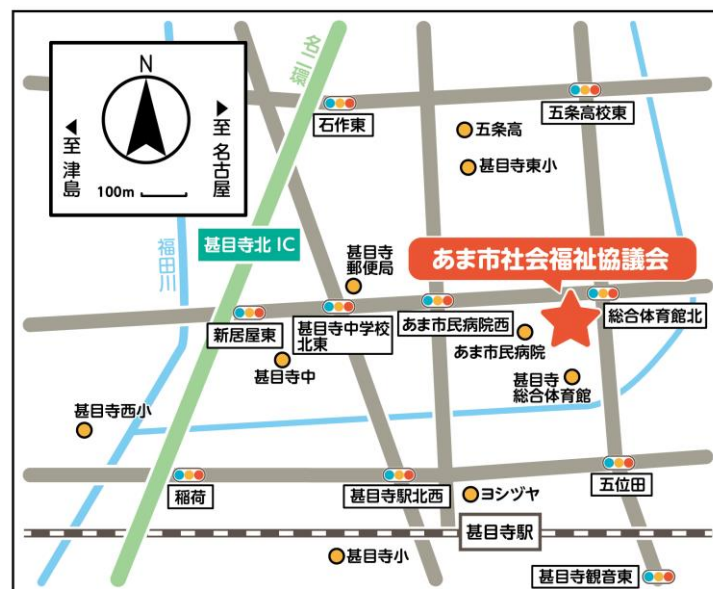 名二環
N
至 津島
至 名古屋
100m
石作東
五条高校東
五条高
甚目寺東小
福田川
甚目寺北 IC
甚目寺
郵便局
あま市社会福祉協議会
新居屋東
甚目寺中学校
北東
あま市民病院西
総合体育館北
あま市民病院
甚目寺中
甚目寺
総合体育館
甚目寺西小
稲荷
甚目寺駅北西
ヨシヅヤ
五位田
甚目寺駅
甚目寺小
甚目寺観音東